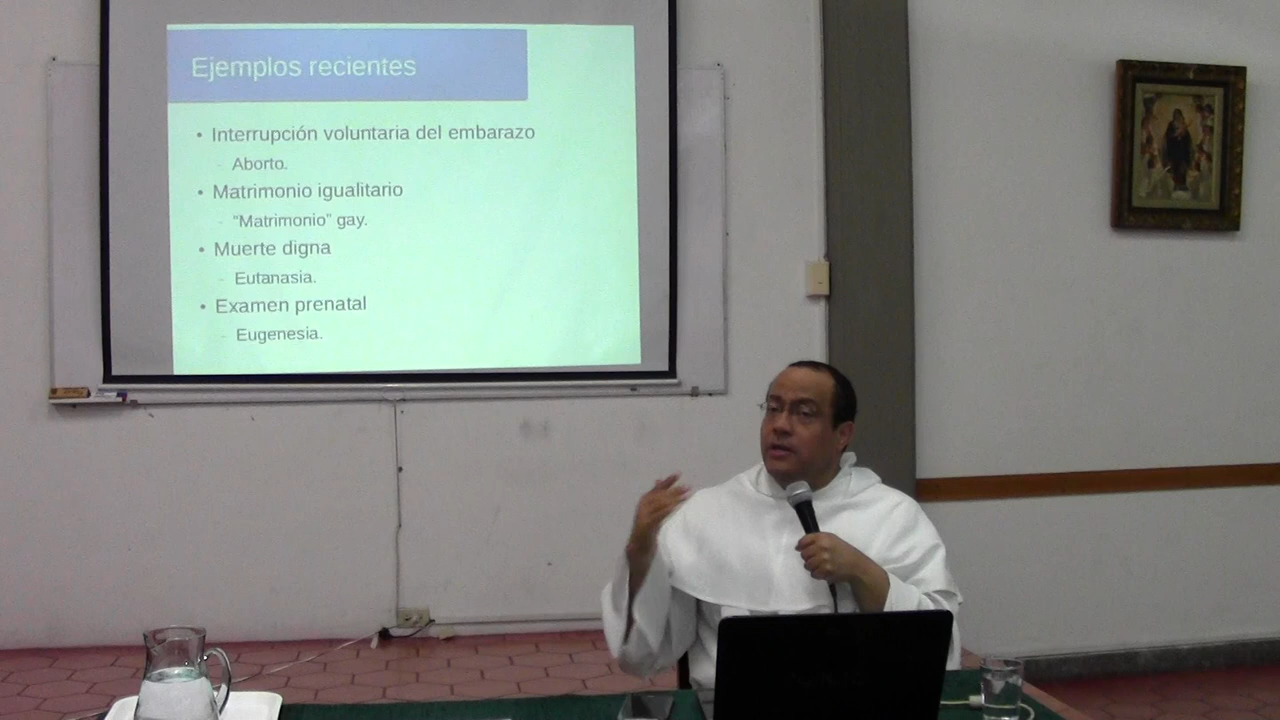 Ejemplos recientes
• Interrupción voluntaria del embarazo
- Aborto.
• Matrimonio igualitario
- "Matrimonio" gay.
• Muerte digna
- Eutanasia.
• Examen prenatal
- Eugenesia.